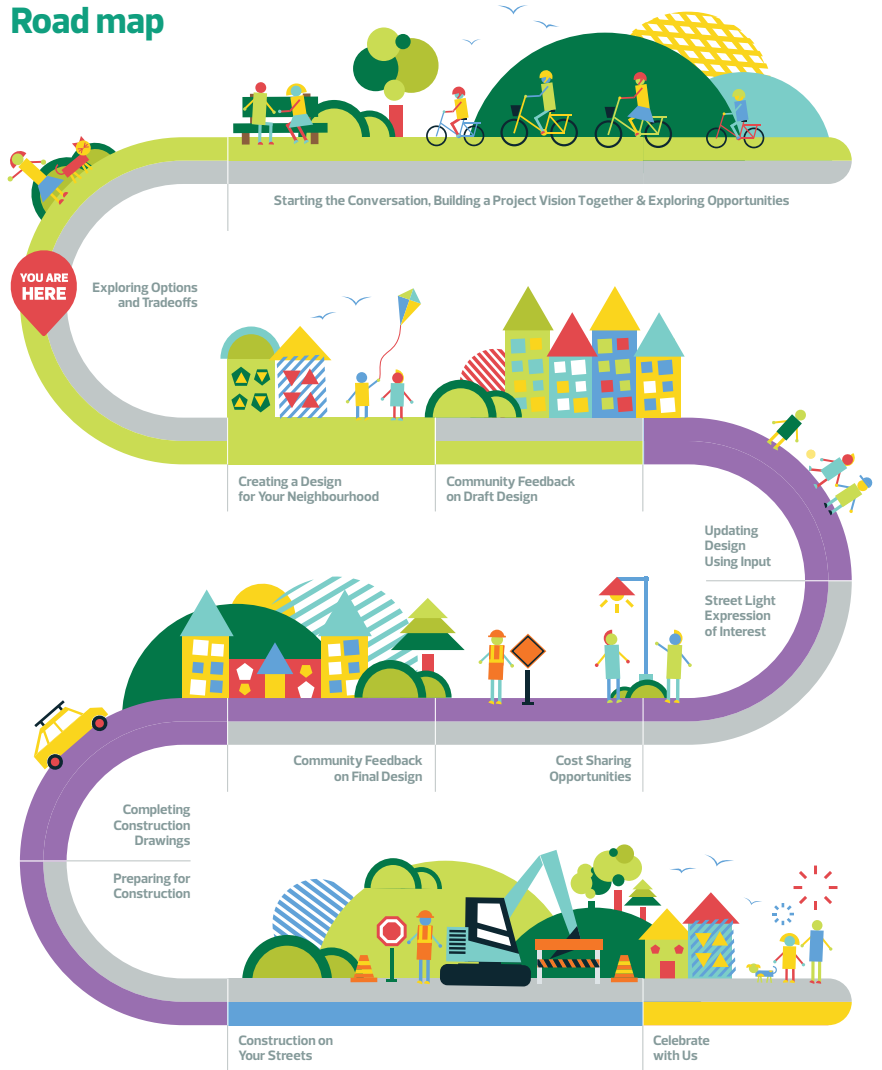 Road map
Starting the Conversation, Building a Project Vision Together & Exploring Opportunities
YOU ARE
HERE
Exploring Options
and Tradeoffs
Creating a Design
for Your Neighbourhood
Community Feedback
on Draft Design
Updating
Design
Using Input
Street Light
Expression
of Interest
Cost Sharing
Opportunities
Community Feedback
on Final Design
Completing
Construction
Drawings
Preparing for
Construction
Construction on
Your Streets
Celebrate
with Us